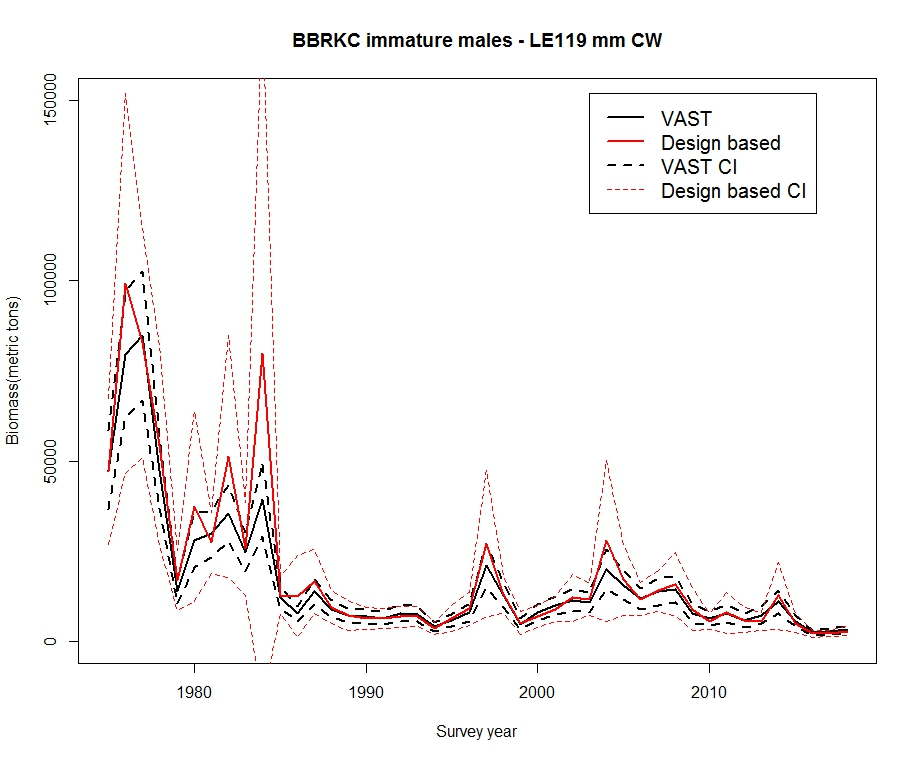 BBRKC immature males - LE119 mm CW
VAST
Design based
VAST CI
Design based CI
150000
100000
50000
0
Biomass(metric tons)
1980 1990 2000 2010
Survey year